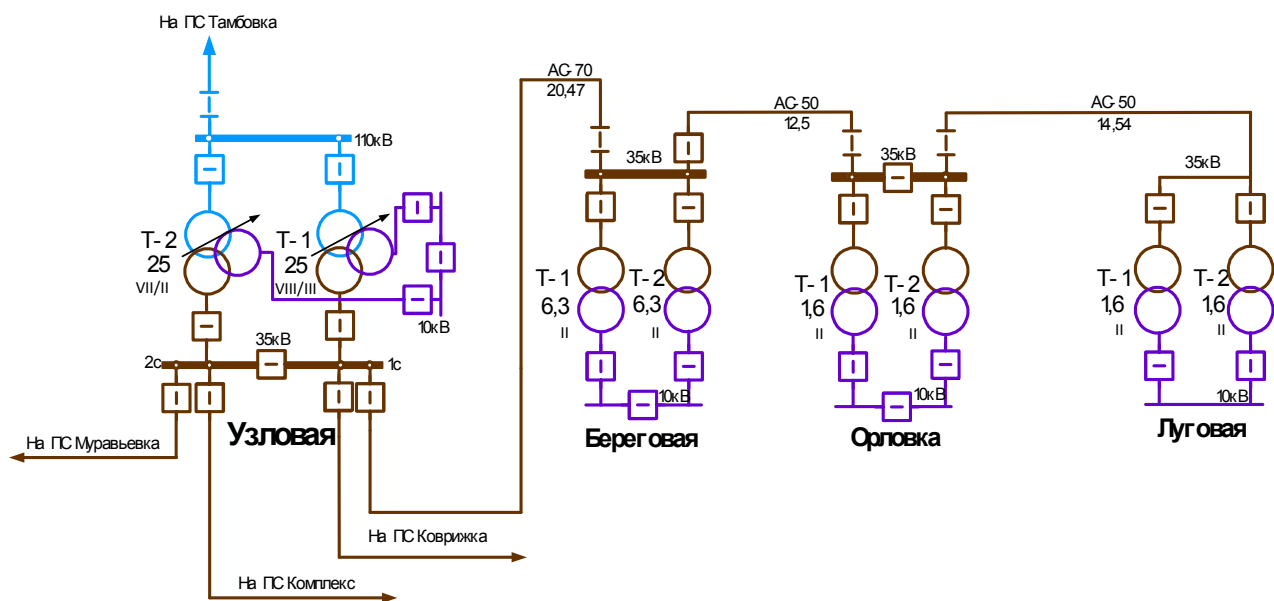 На ПС Тамбовка
110кВ
Т-2
25
VII/II
Т-1
25
VIII/III
10кВ
35кВ
2с
1с
Узловая
На ПС Муравьевка
На ПС Коврижка
На ПС Комплекс
АС-70
20,47
35кВ
Т-1
6,3
II
Т-2
6,3
II
10кВ
Береговая
АС-50
12,5
35кВ
Т-1
1,6
II
Т-2
1,6
II
10кВ
Орловка
АС-50
14,54
35кВ
Т-1
1,6
II
Т-2
1,6
II
10кВ
Луговая